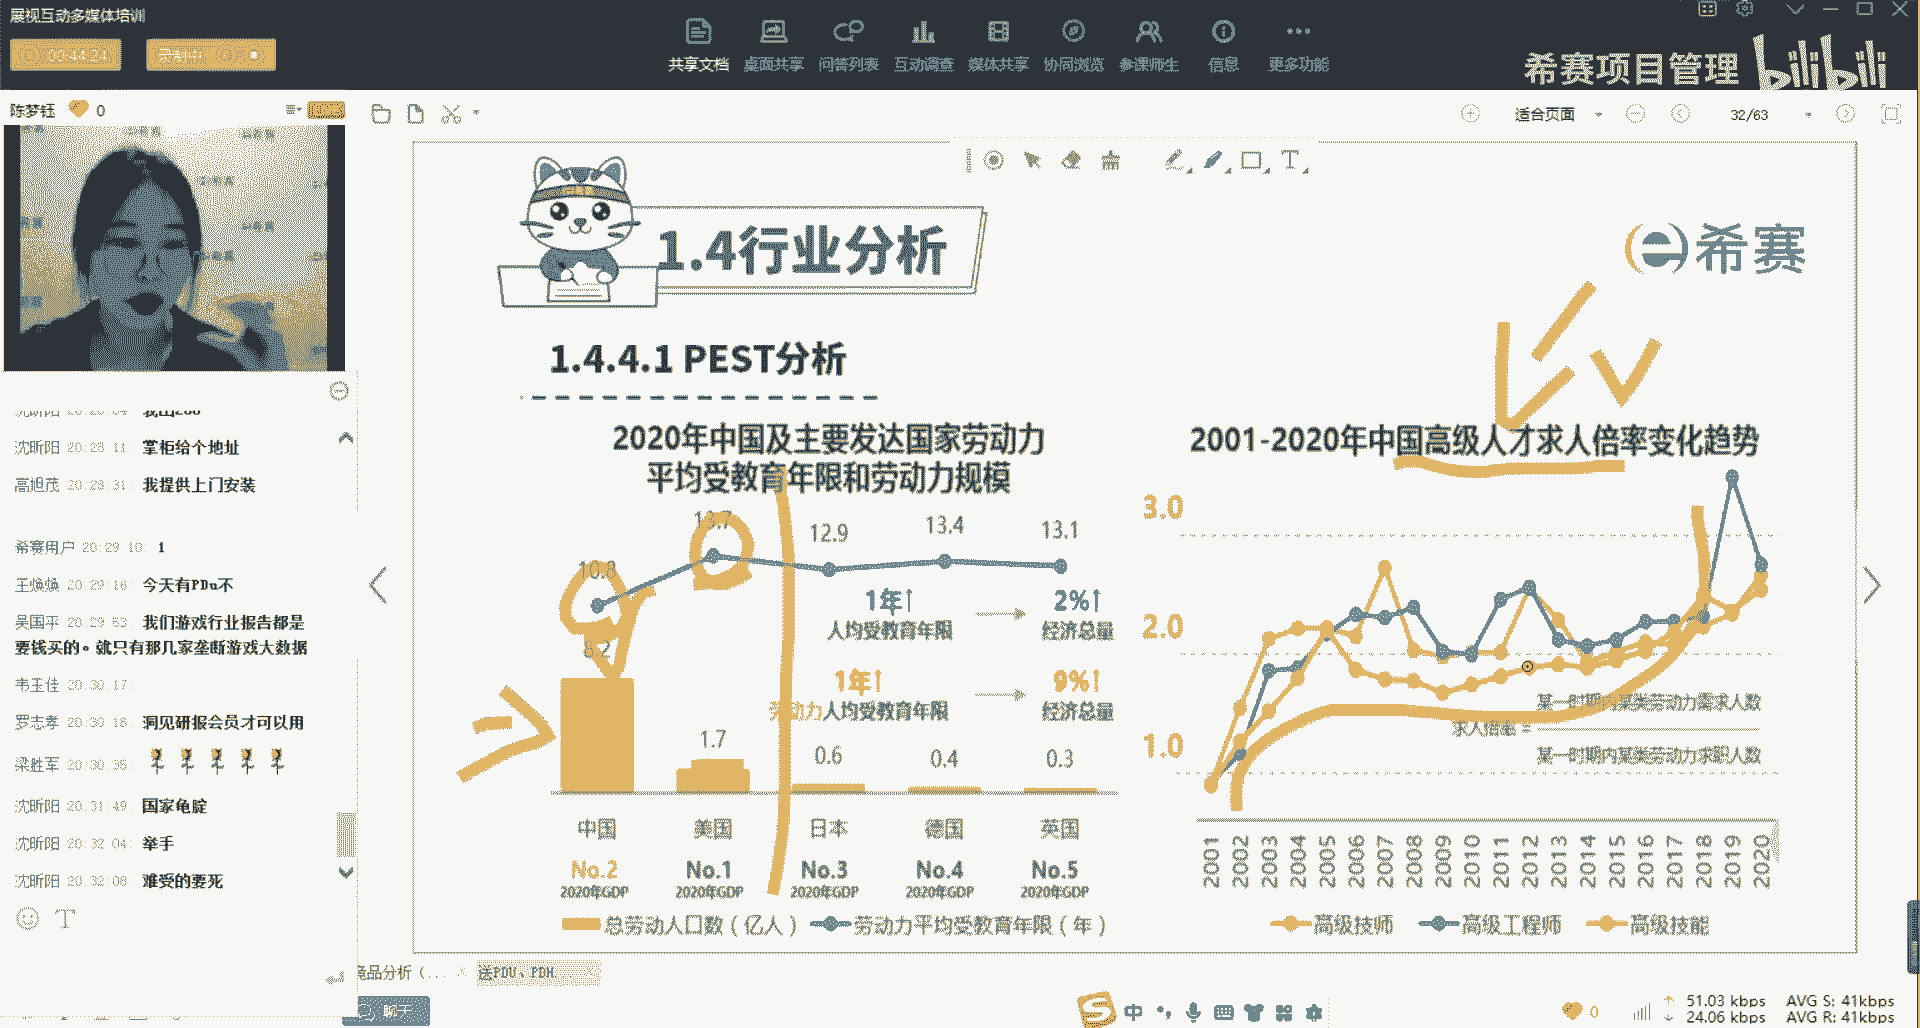 展视互动多媒体培训
共享文档 桌面共享 问答列表 互动调查 媒体共享 协同浏览 参课师生 信息 更多功能
希赛项目管理 bilibili
陈梦钰 0
适合页面 32/63
1.4行业分析
希赛
1.4.4.1 PEST分析
沈昕阳 20:28:11: 掌柜给个地址
高旭茂 20:28:31: 我提供上门安装
希赛用户 20:29:10: 1
王焕焕 20:29:16: 今天有PDu不
吴国平 20:29:53: 我们游戏行业报告都是
要钱买的。就只有那几家垄断游戏大数据
韦玉佳 20:30:17:
罗志孝 20:30:18: 洞见研报会员才可以用
梁胜军 20:30:35:
沈昕阳 20:31:49: 国家龟腚
沈昕阳 20:32:04: 举手
沈昕阳 20:32:08: 难受的要死
2020年中国及主要发达国家劳动力
平均受教育年限和劳动力规模
10.8 13.7 12.9 13.4 13.1
1年↑ 2%↑
人均受教育年限 经济总量
1年↑ 9%↑
劳动力人均受教育年限 经济总量
1.7 0.6 0.4 0.3
中国 美国 日本 德国 英国
No.2 No.1 No.3 No.4 No.5
2020年GDP 2020年GDP 2020年GDP 2020年GDP 2020年GDP
总劳动人口数（亿人） 劳动力平均受教育年限（年）
2001-2020年中国高级人才求人倍率变化趋势
3.0
2.0
1.0
某一时期内某类劳动力需求人数
求人倍率 =
某一时期内某类劳动力求职人数
2001 2002 2003 2004 2005 2006 2007 2008 2009 2010 2011 2012 2013 2014 2015 2016 2017 2018 2019 2020
高级技师 高级工程师 高级技能
竞品分析（... 送PDU、PDH
聊天
中
0
51.03 kbps AVG S: 41kbps
24.06 kbps AVG R: 41kbps